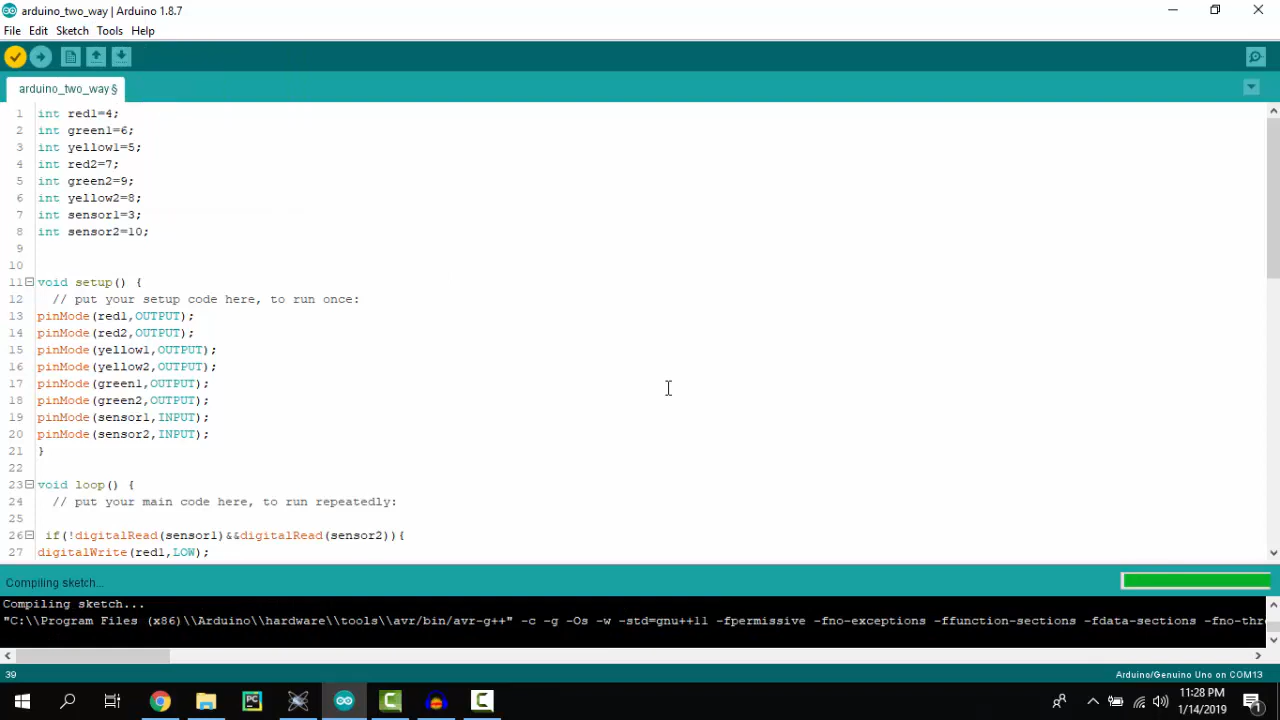 arduino_two_way | Arduino 1.8.7
File Edit Sketch Tools Help
arduino_two_way§
1 int red1=4;
2 int green1=6;
3 int yellow1=5;
4 int red2=7;
5 int green2=9;
6 int yellow2=8;
7 int sensor1=3;
8 int sensor2=10;
9
10
11 void setup() {
12 // put your setup code here, to run once:
13 pinMode(red1,OUTPUT);
14 pinMode(red2,OUTPUT);
15 pinMode(yellow1,OUTPUT);
16 pinMode(yellow2,OUTPUT);
17 pinMode(green1,OUTPUT);
18 pinMode(green2,OUTPUT);
19 pinMode(sensor1,INPUT);
20 pinMode(sensor2,INPUT);
21 }
22
23 void loop() {
24 // put your main code here, to run repeatedly:
25
26 if(!digitalRead(sensor1)&&digitalRead(sensor2)){
27 digitalWrite(red1,LOW);
Compiling sketch...
Compiling sketch...
"C:\\Program Files (x86)\\Arduino\\hardware\\tools\\avr/bin/avr-g++" -c -g -Os -w -std=gnu++11 -fpermissive -fno-exceptions -ffunction-sections -fdata-sections -fno-thr
39 Arduino/Genuino Uno on COM13
PC
11:28 PM
1/14/2019
1